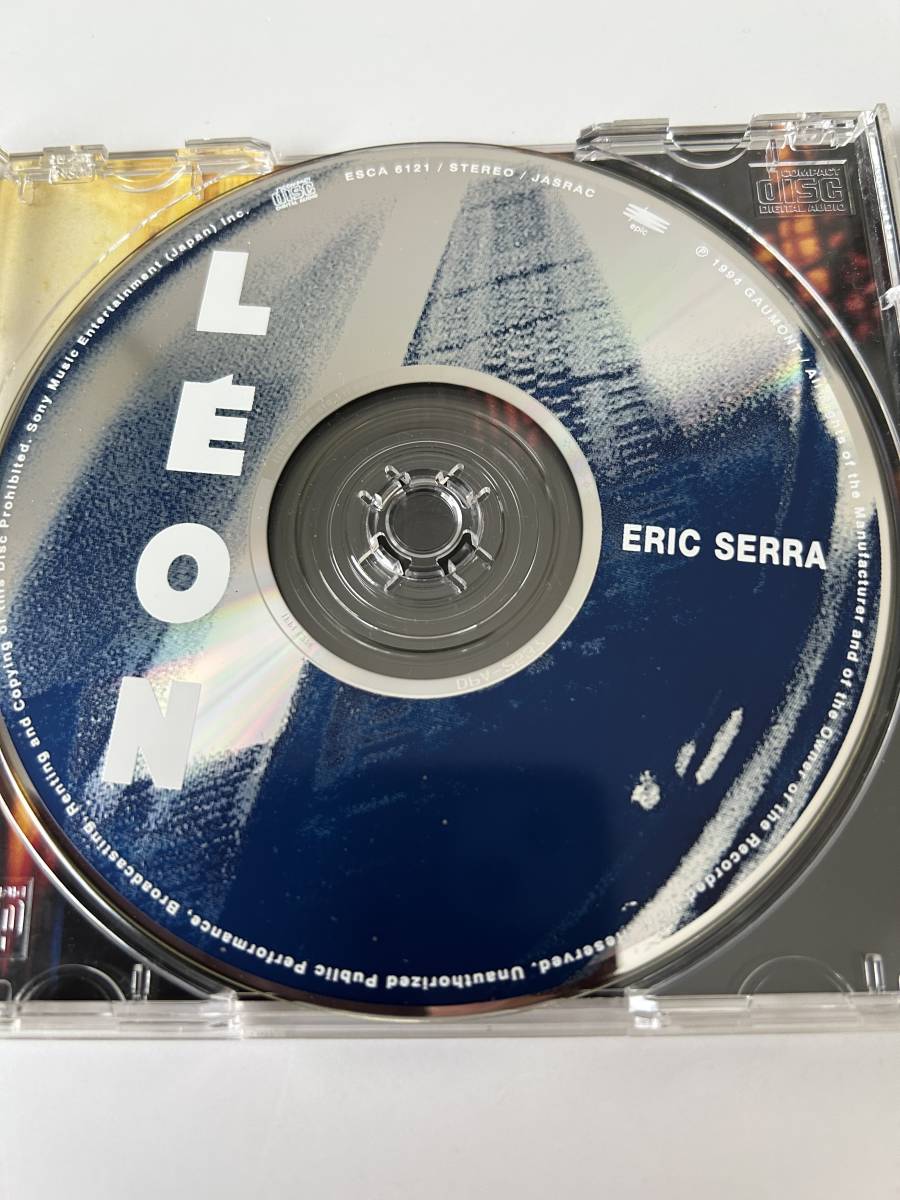 COMPACT
disc
DIGITAL AUDIO
ESCA 6121 / STEREO / JASRAC
epic
COMPACT
disc
DIGITAL AUDIO
LÉON
ERIC SERRA
℗ 1994 GAUMONT / All Rights of the Manufacturer and of the Owner of the Recorded
reserved. Unauthorized Public Performance, Broadcasting, Renting and Copying of this Disc Prohibited. Sony Music Entertainment (Japan) Inc.